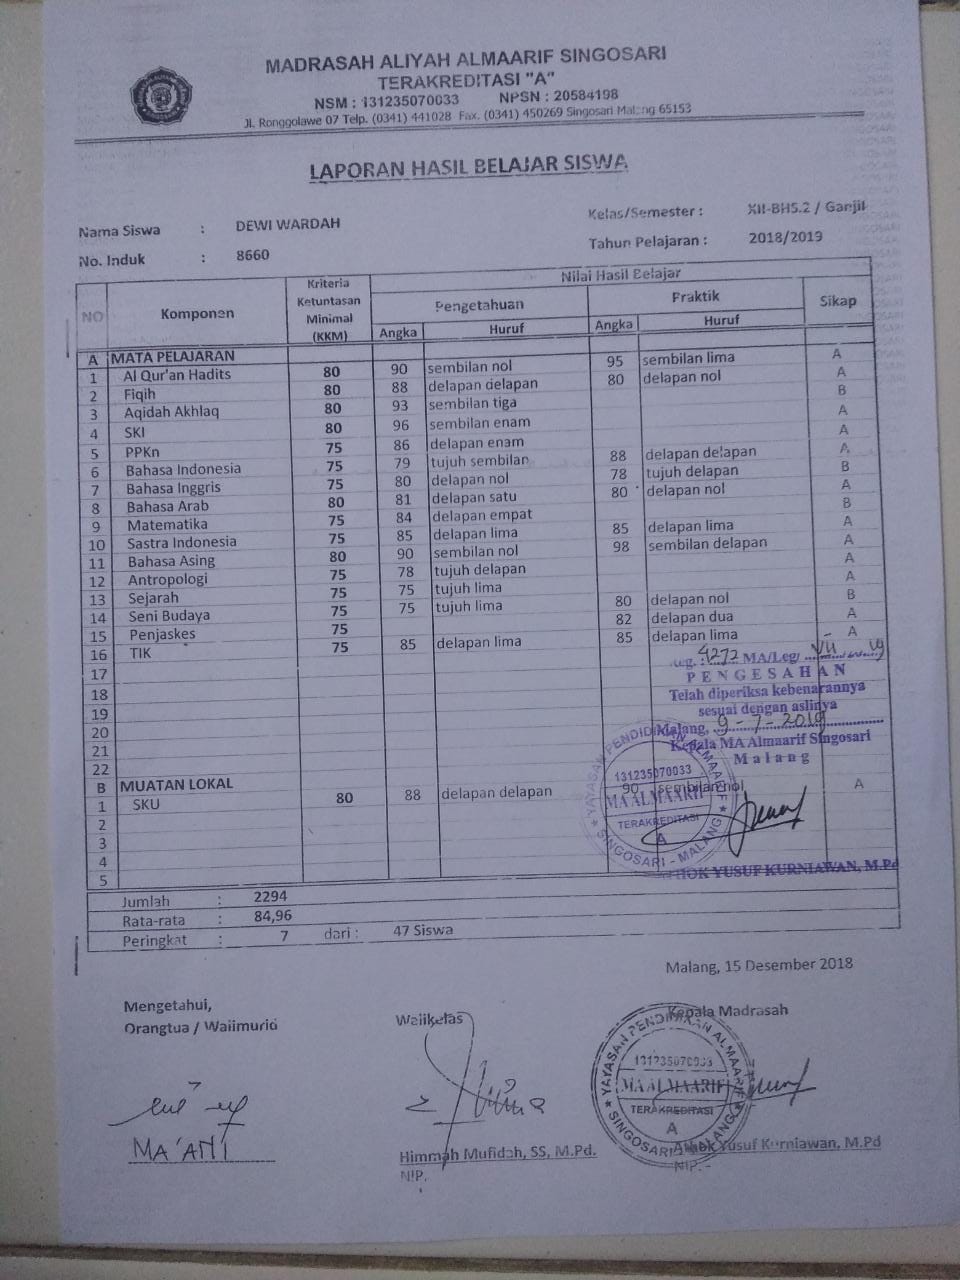 MADRASAH ALIYAH ALMAARIF SINGOSARI
TERAKREDITASI "A"
NSM : 131235070033 NPSN : 20584198
Jl. Ronggolawe 07 Telp. (0341) 441028 Fax. (0341) 450269 Singosari Malang 65153
LAPORAN HASIL BELAJAR SISWA
Nama Siswa : DEWI WARDAH Kelas/Semester : XII-BHS.2 / Ganjil
No. Induk : 8660 Tahun Pelajaran : 2018/2019
NO Komponen Kriteria Ketuntasan Minimal (KKM) Nilai Hasil Belajar
Pengetahuan Praktik Sikap
Angka Huruf Angka Huruf
A MATA PELAJARAN
1 Al Qur'an Hadits 80 90 sembilan nol 95 sembilan lima A
2 Fiqih 80 88 delapan delapan 80 delapan nol A
3 Aqidah Akhlaq 80 93 sembilan tiga B
4 SKI 80 96 sembilan enam A
5 PPKn 75 86 delapan enam A
6 Bahasa Indonesia 75 79 tujuh sembilan 88 delapan delapan A
7 Bahasa Inggris 75 80 delapan nol 78 tujuh delapan B
8 Bahasa Arab 80 81 delapan satu 80 delapan nol A
9 Matematika 75 84 delapan empat B
10 Sastra Indonesia 75 85 delapan lima 85 delapan lima A
11 Bahasa Asing 80 90 sembilan nol 98 sembilan delapan A
12 Antropologi 75 78 tujuh delapan A
13 Sejarah 75 75 tujuh lima A
14 Seni Budaya 75 75 tujuh lima 80 delapan nol B
15 Penjaskes 75 82 delapan dua A
16 TIK 75 85 delapan lima 85 delapan lima A
17
18
19
20
21
22
B MUATAN LOKAL
1 SKU 80 88 delapan delapan 90 sembilan nol A
2
3
4
5
Reg. : 4272 MA/Leg/ VII 19
PENGESAHAN
Telah diperiksa kebenarannya
sesuai dengan aslinya
Malang, 9-7-2019
Kepala MA Almaarif Singosari
Malang
YAYASAN PENDIDIKAN ALMAARIF
131235070033
MA ALMAARIF
TERAKREDITASI
A
SINGOSARI - MALANG
YUSUF KURNIAWAN, M.Pd
Jumlah : 2294
Rata-rata : 84,96
Peringkat : 7 dari : 47 Siswa
Malang, 15 Desember 2018
Mengetahui,
Orangtua / Walimurid Walikelas Kepala Madrasah
YAYASAN PENDIDIKAN ALMAARIF
131235070033
MA ALMAARIF
TERAKREDITASI
A
SINGOSARI - MALANG
MA'ANI
Himmah Mufidah, SS, M.Pd. Yusuf Kurniawan, M.Pd
NIP. NIP. -